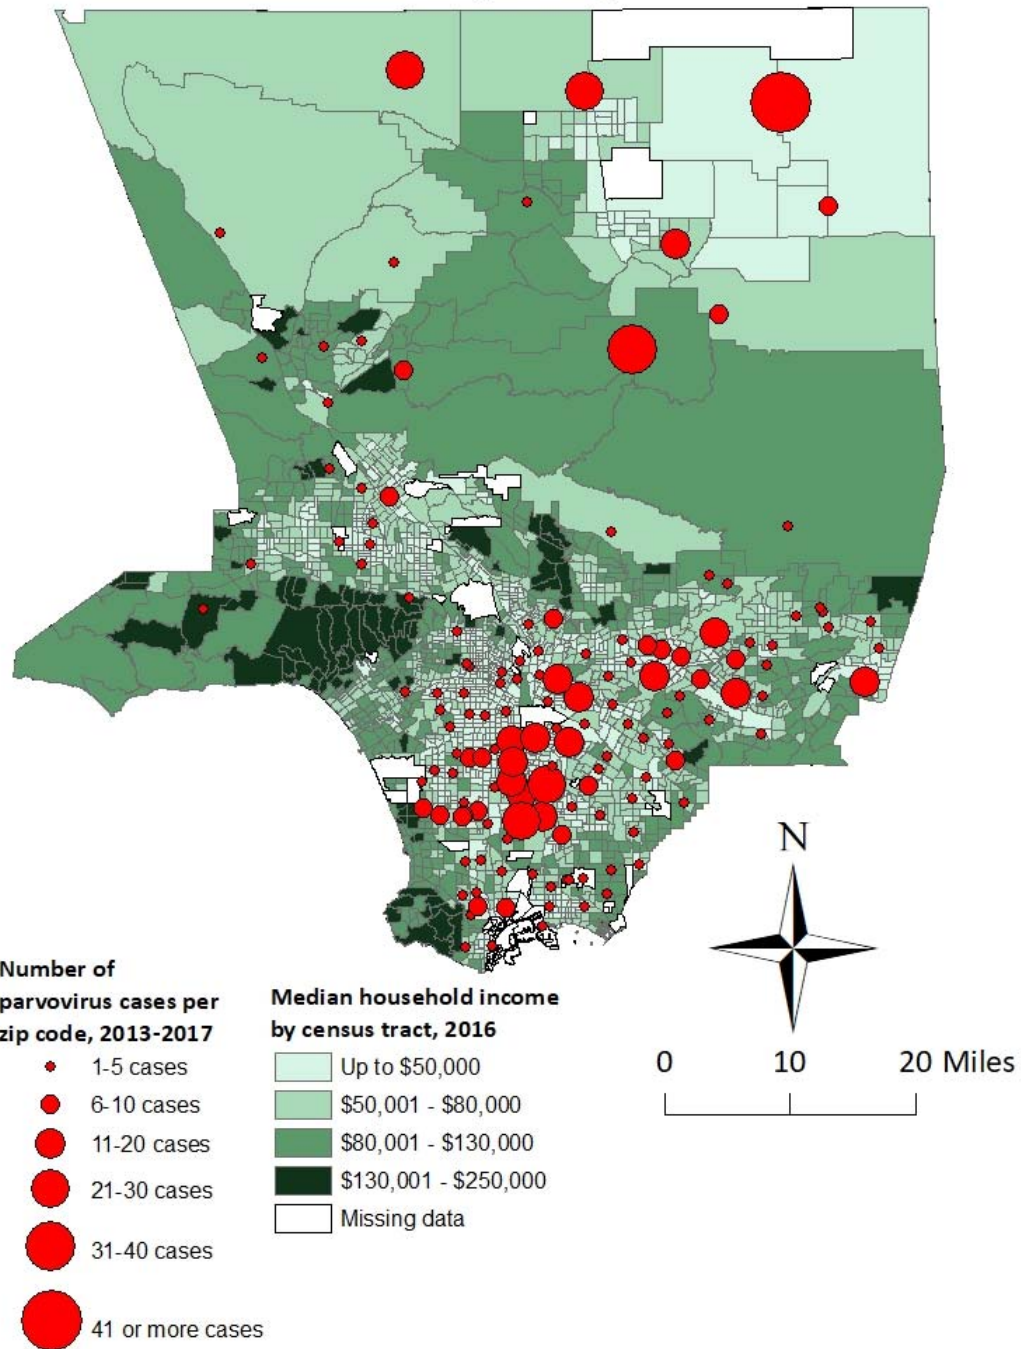 N
0 10 20 Miles
Number of
parvovirus cases per
zip code, 2013-2017
1-5 cases
6-10 cases
11-20 cases
21-30 cases
31-40 cases
41 or more cases
Median household income
by census tract, 2016
Up to $50,000
$50,001 - $80,000
$80,001 - $130,000
$130,001 - $250,000
Missing data